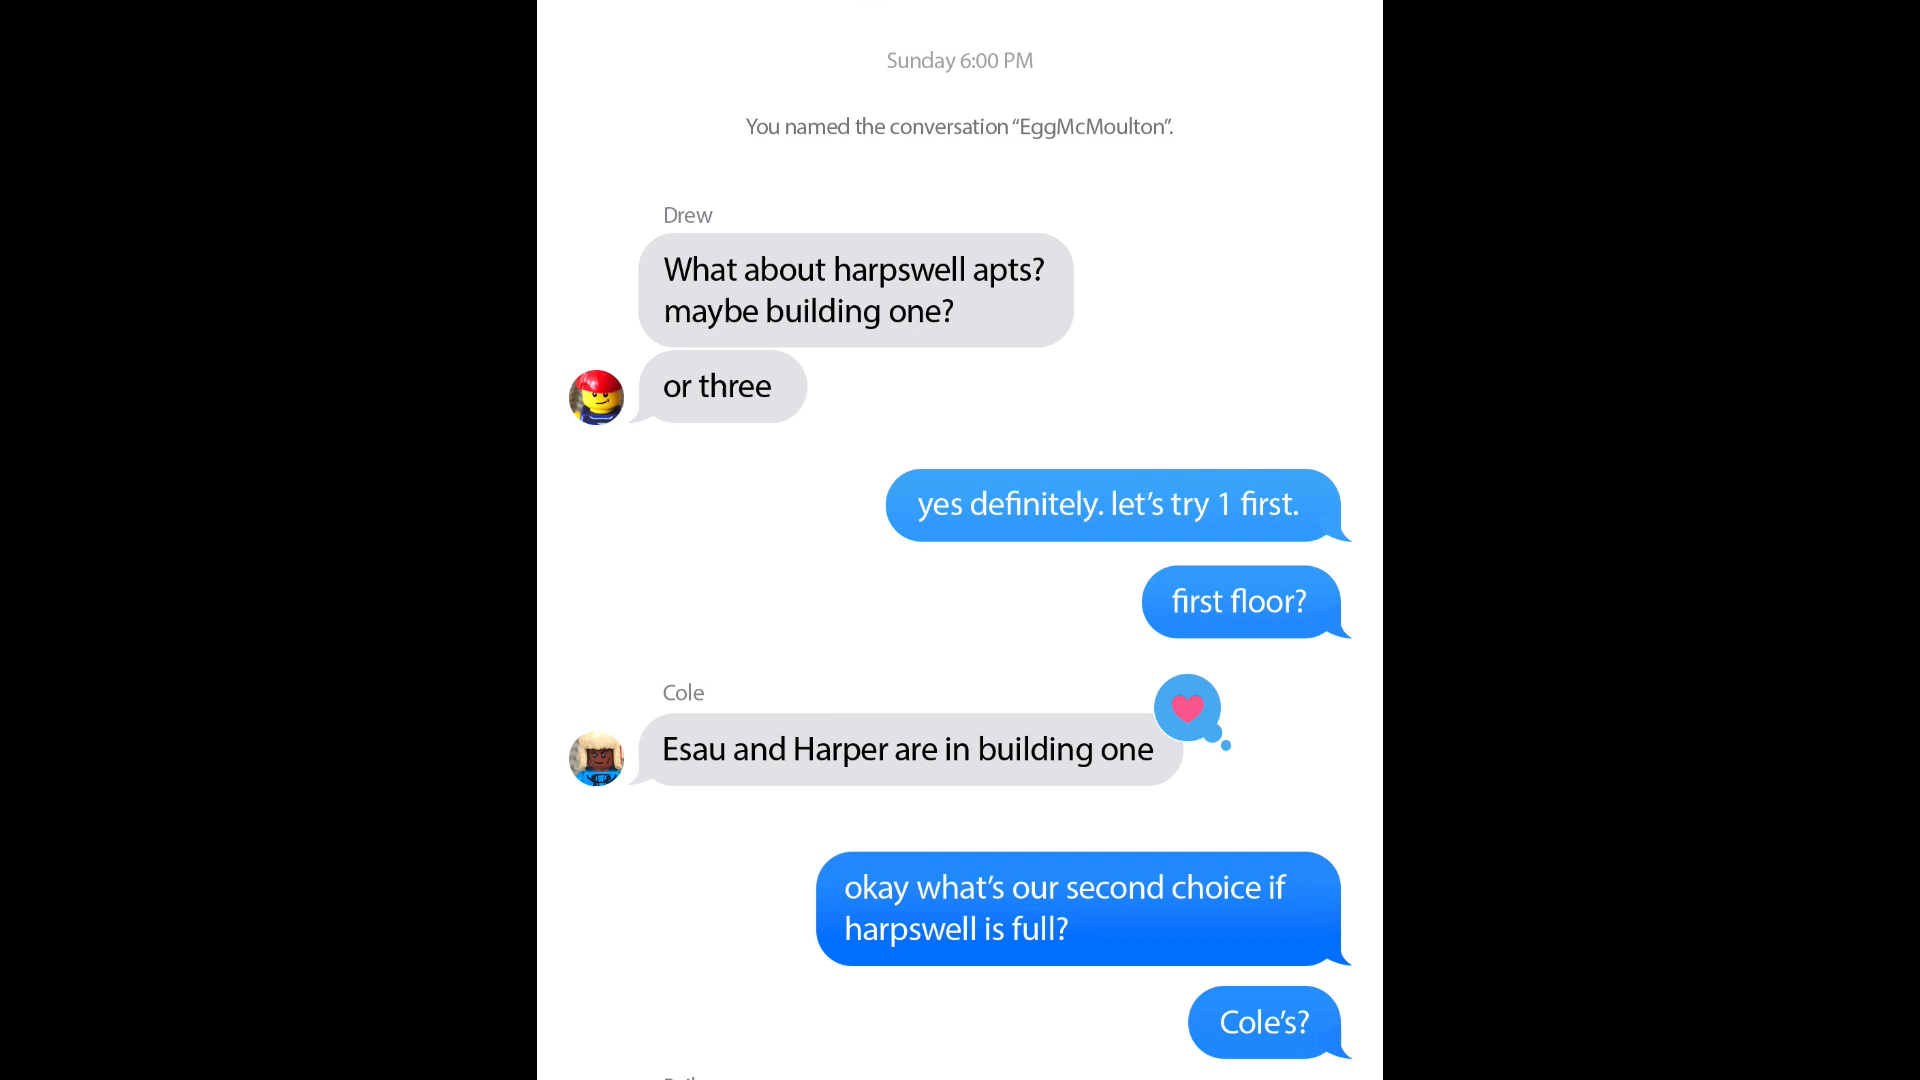 Sunday 6:00 PM
You named the conversation “EggMcMoulton”.
Drew
What about harpswell apts?
maybe building one?
or three
yes definitely. let’s try 1 first.
first floor?
Cole
Esau and Harper are in building one
okay what’s our second choice if
harpswell is full?
Cole’s?